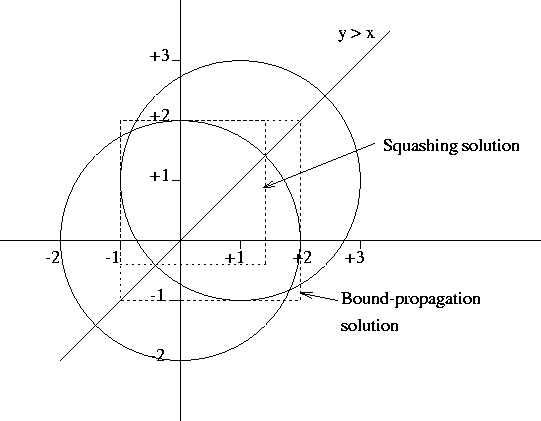 y > x
+3
+2
Squashing solution
+1
-2
-1
+1
+2
+3
-1
Bound-propagation
solution
-2